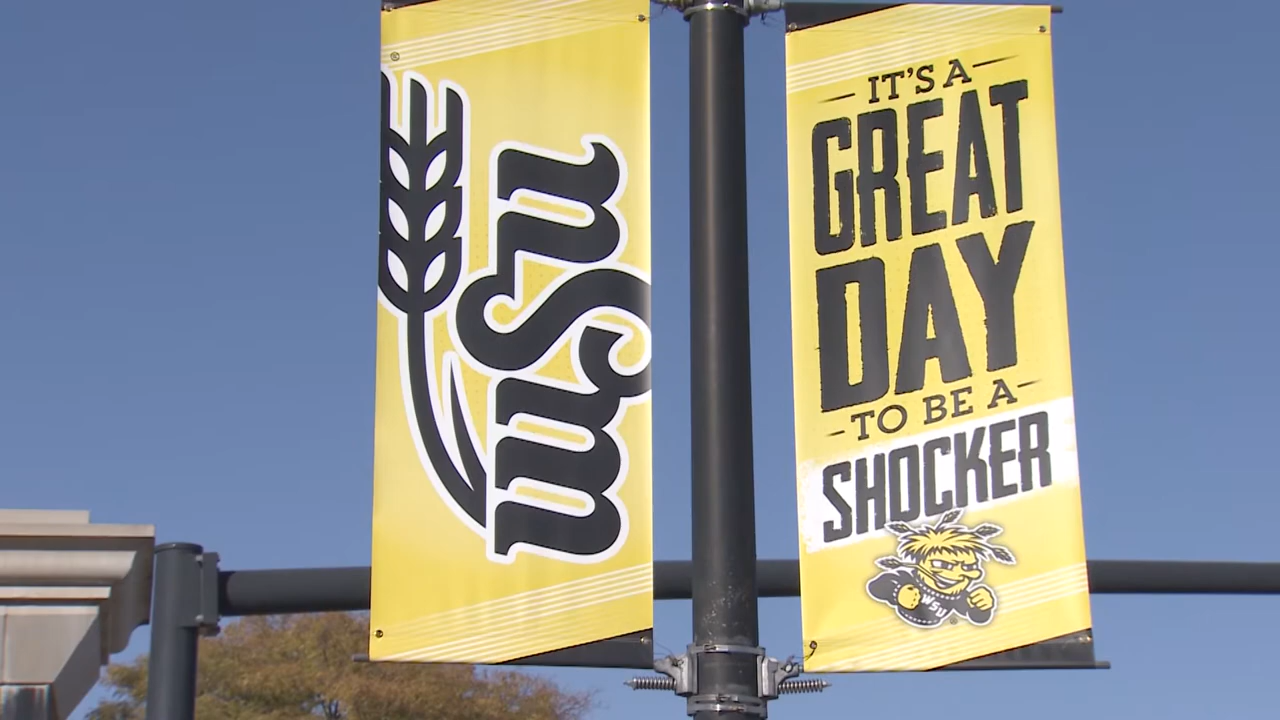 wsu
IT'S A
GREAT
DAY
TO BE A
SHOCKER
WSU